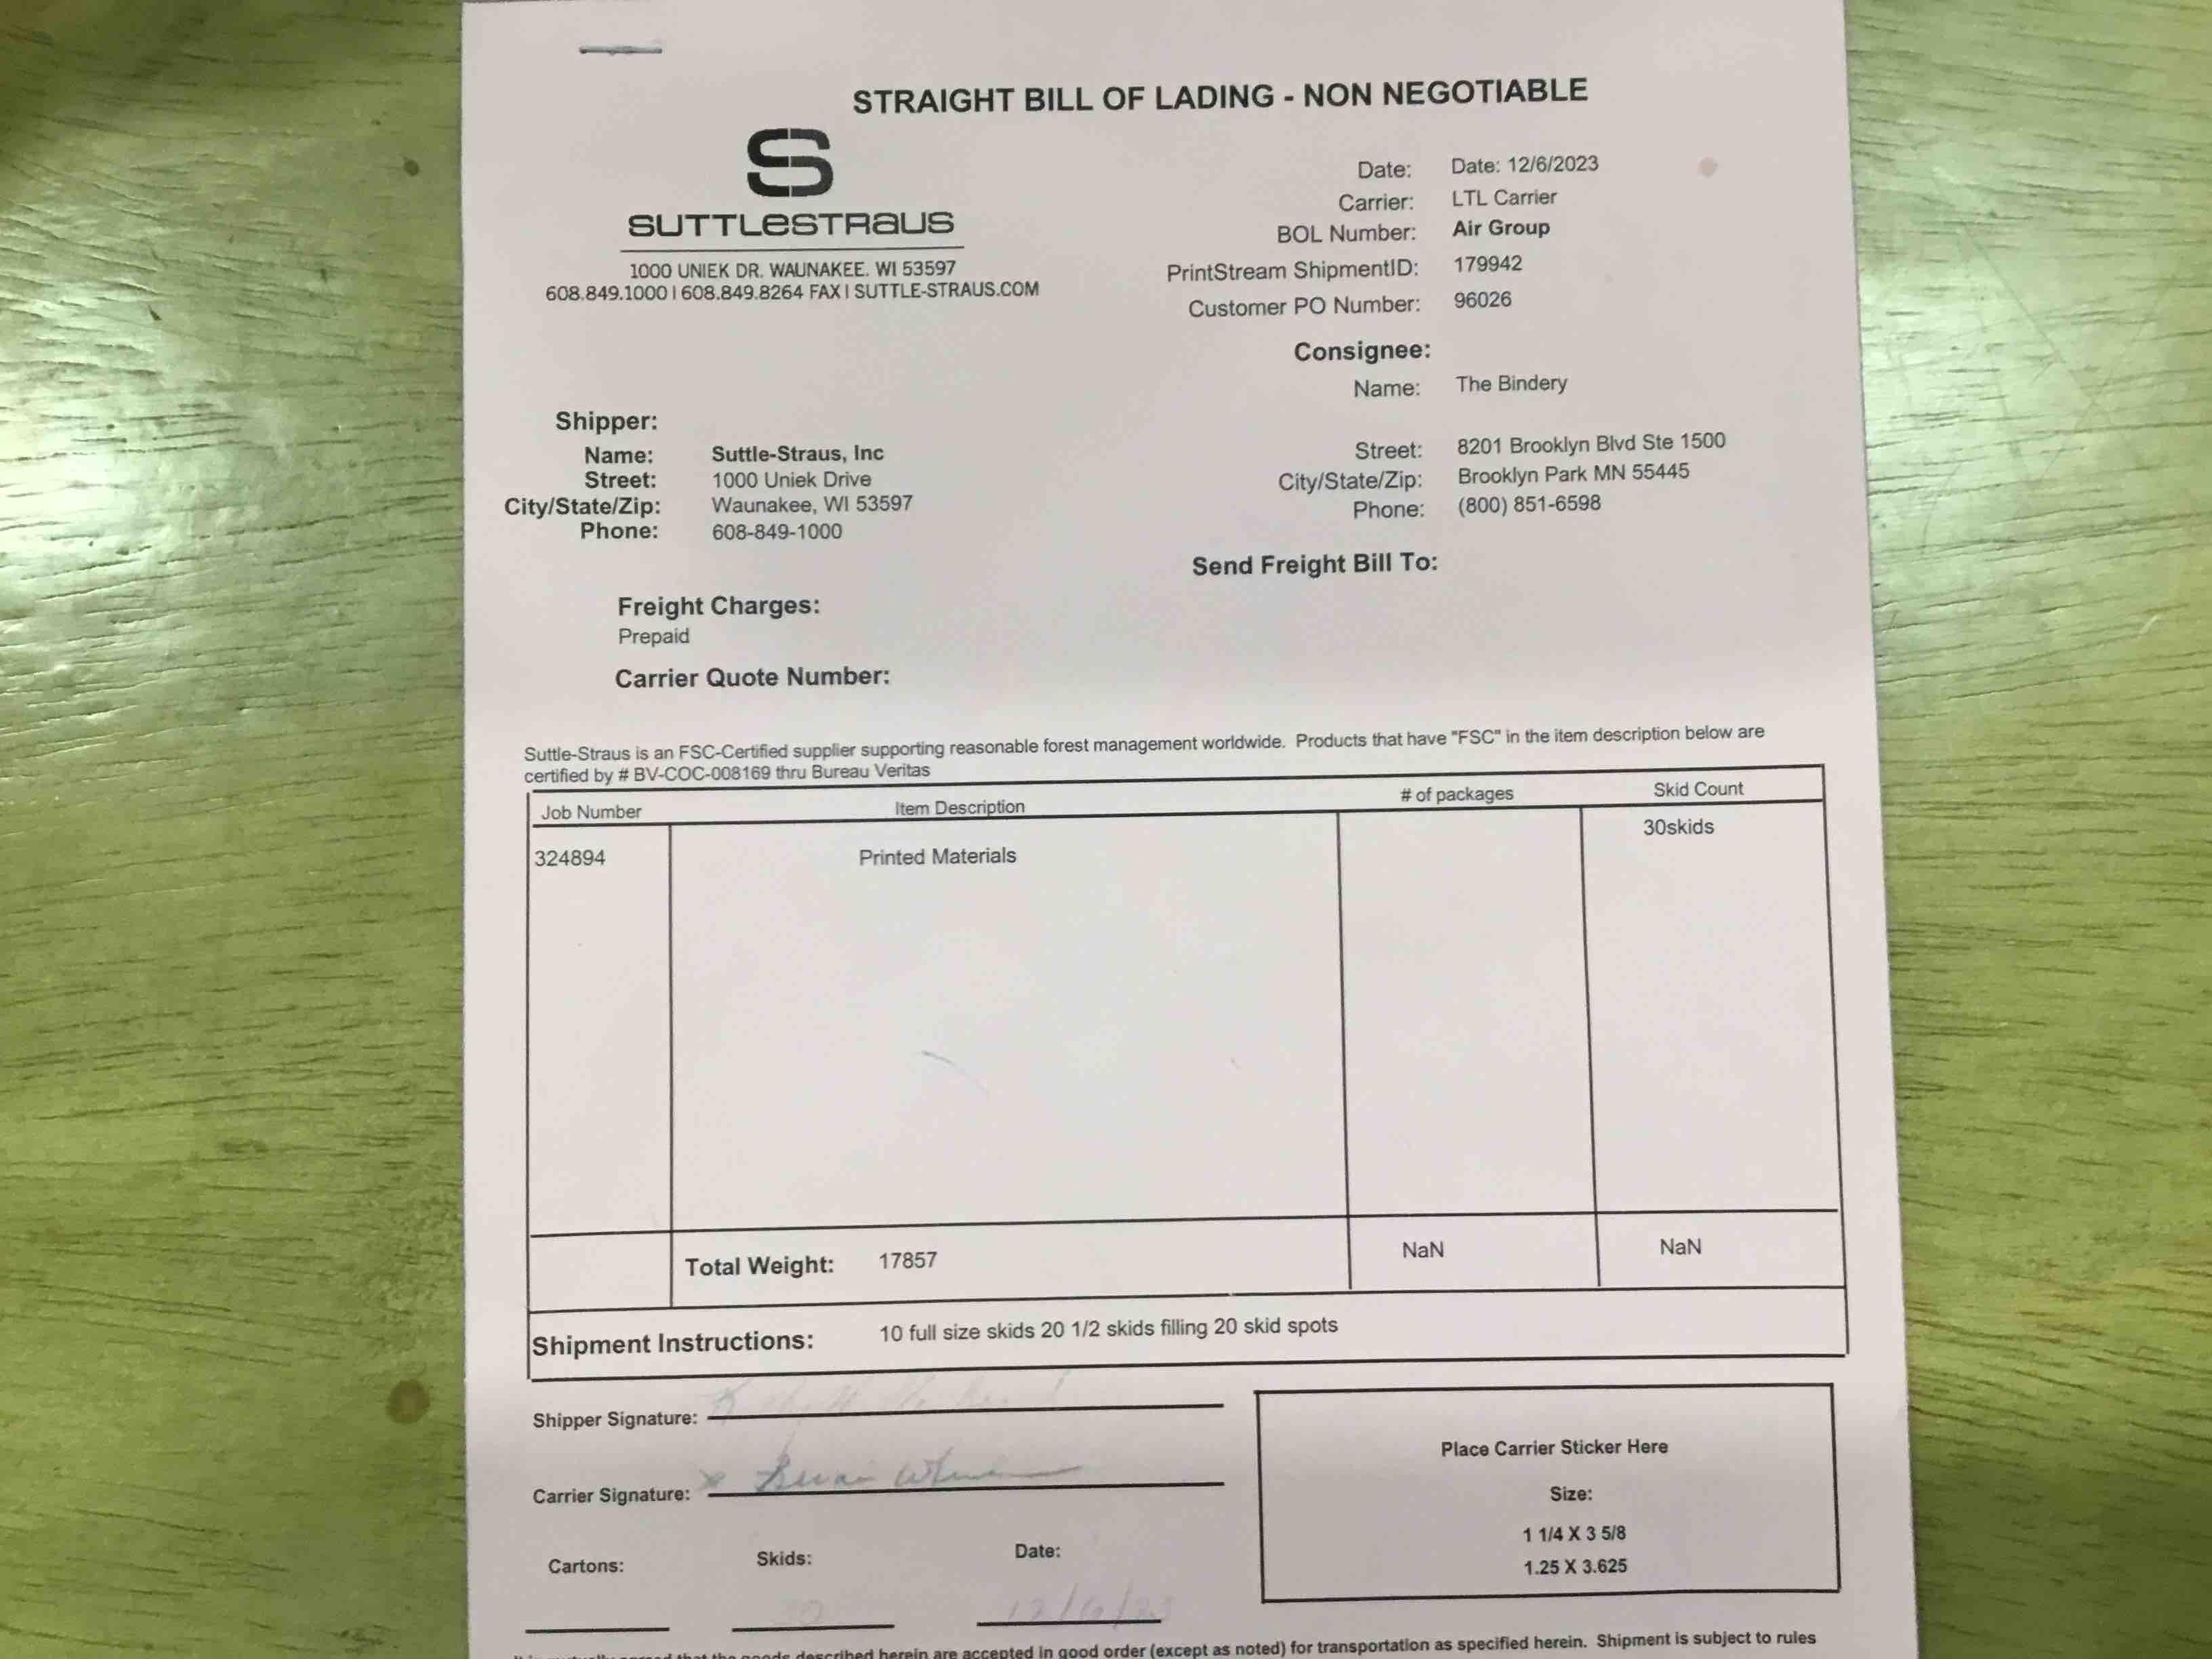 STRAIGHT BILL OF LADING - NON NEGOTIABLE
S
SUTTLESTRAUS
1000 UNIEK DR. WAUNAKEE. WI 53597
608.849.1000 | 608.849.8264 FAX | SUTTLE-STRAUS.COM
Date: Date: 12/6/2023
Carrier: LTL Carrier
BOL Number: Air Group
PrintStream ShipmentID: 179942
Customer PO Number: 96026
Consignee:
Name: The Bindery
Street: 8201 Brooklyn Blvd Ste 1500
City/State/Zip: Brooklyn Park MN 55445
Phone: (800) 851-6598
Shipper:
Name: Suttle-Straus, Inc
Street: 1000 Uniek Drive
City/State/Zip: Waunakee, WI 53597
Phone: 608-849-1000
Send Freight Bill To:
Freight Charges:
Prepaid
Carrier Quote Number:
Suttle-Straus is an FSC-Certified supplier supporting reasonable forest management worldwide. Products that have "FSC" in the item description below are
certified by # BV-COC-008169 thru Bureau Veritas
Job Number Item Description # of packages Skid Count
30skids
324894 Printed Materials
Total Weight: 17857 NaN NaN
Shipment Instructions: 10 full size skids 20 1/2 skids filling 20 skid spots
Shipper Signature:
Carrier Signature: x
Cartons: Skids: Date:
30 12/6/23
Place Carrier Sticker Here
Size:
1 1/4 X 3 5/8
1.25 X 3.625
that the goods described herein are accepted in good order (except as noted) for transportation as specified herein. Shipment is subject to rules